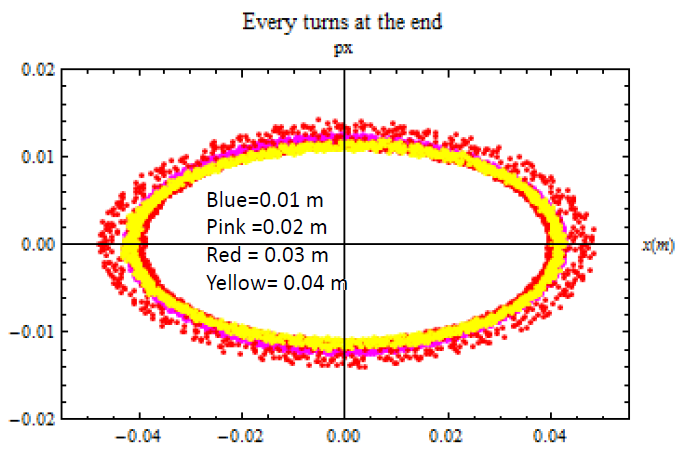 Every turns at the end
px
0.02
0.01
Blue=0.01 m
Pink =0.02 m
0.00
x(m)
Red = 0.03 m
Yellow= 0.04 m
−0.01
−0.02
−0.04 −0.02 0.00 0.02 0.04